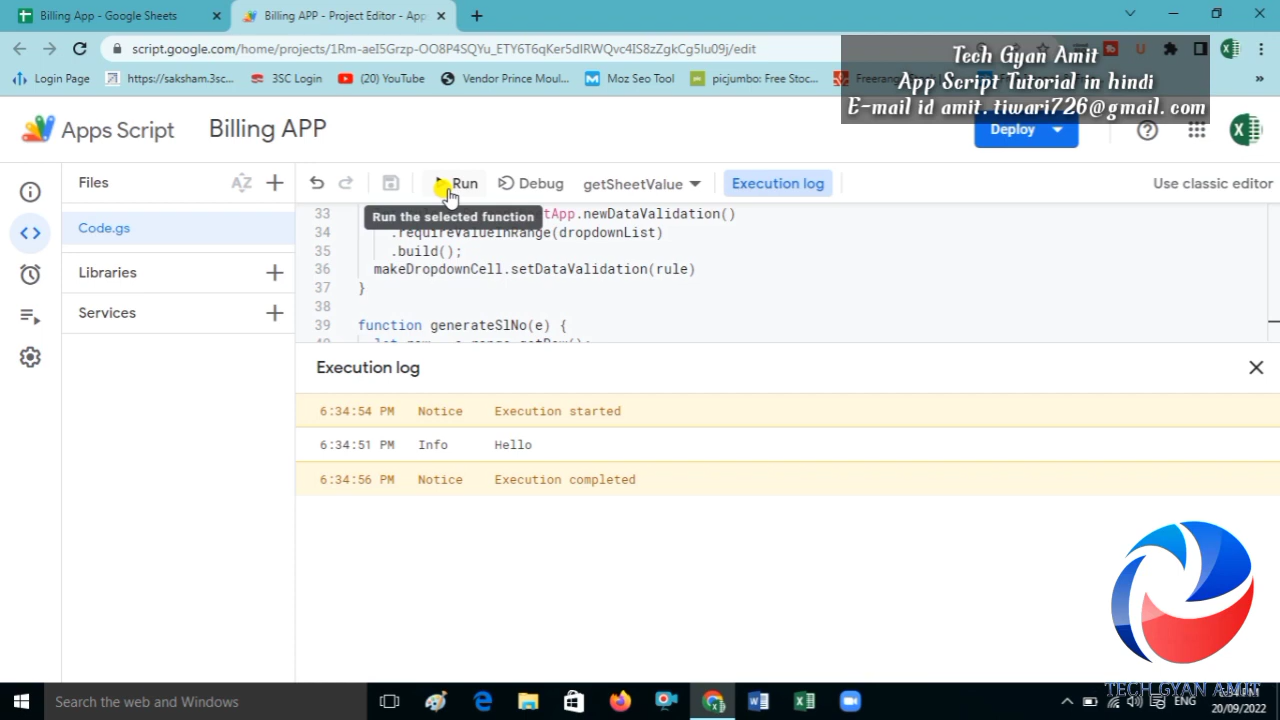 Billing App - Google Sheets
Billing APP - Project Editor - Apps
script.google.com/home/projects/1Rm-aeI5Grzp-OO8P4SQYu_ETY6T6qKer5dIRWQvc4IS8zZgkCg5Iu09j/edit
Tech Gyan Amit
App Script Tutorial in hindi
E-mail id amit.tiwari726@gmail.com
Login Page
https://saksham.3sc...
3SC Login
(20) YouTube
Vendor Prince Moul...
Moz Seo Tool
picjumbo: Free Stoc...
»
Apps Script
Billing APP
Deploy
Files
Run
Debug
getSheetValue
Execution log
Use classic editor
Run the selected function
Code.gs
Libraries
Services
33 tApp.newDataValidation()
34 .requireValueInRange(dropdownList)
35 .build();
36 makeDropdownCell.setDataValidation(rule)
37 }
38
39 function generateSlNo(e) {
Execution log
6:34:54 PM Notice Execution started
6:34:51 PM Info Hello
6:34:56 PM Notice Execution completed
Search the web and Windows
ENG
TECH GYAN AMIT
20/09/2022